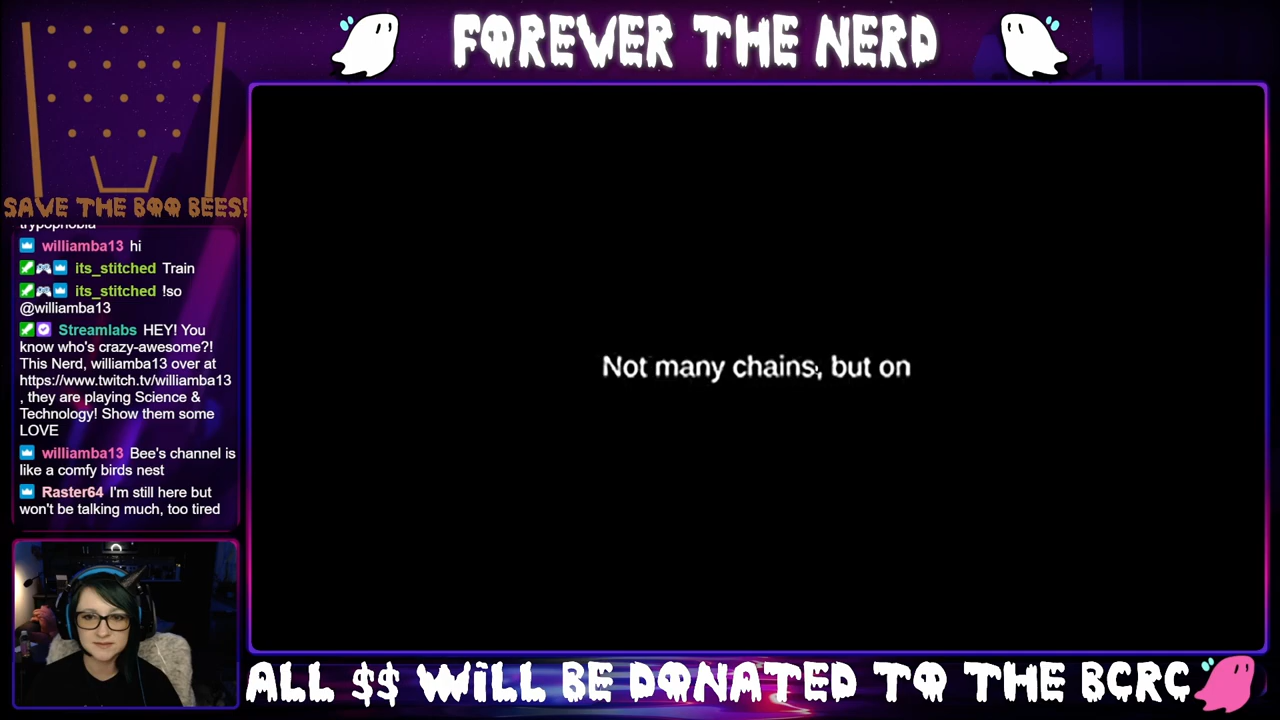 FOREVER THE NERD
SAVE THE BOO BEES!
trypophobia
williamba13 hi
its_stitched Train
its_stitched !so
@williamba13
Streamlabs HEY! You
know who's crazy-awesome?!
This Nerd, williamba13 over at
https://www.twitch.tv/williamba13
, they are playing Science &
Technology! Show them some
LOVE
williamba13 Bee's channel is
like a comfy birds nest
Raster64 I'm still here but
won't be talking much, too tired
Not many chains, but on
ALL $$ WILL BE DONATED TO THE BCRC